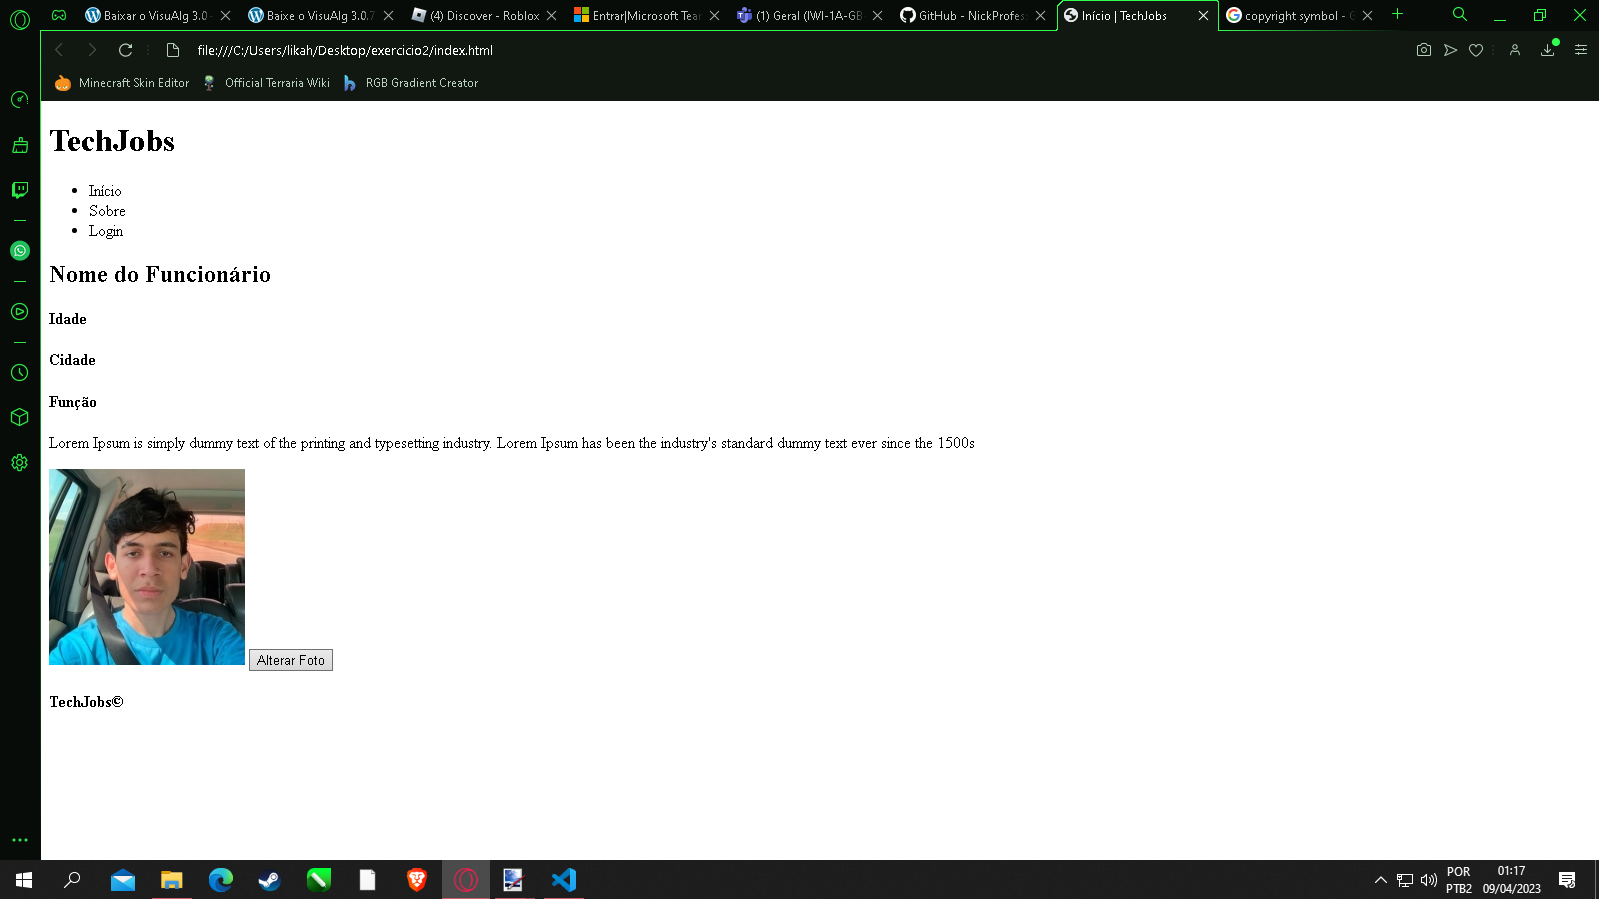 Baixar o VisuAlg 3.0 -
Baixe o VisuAlg 3.0.7
(4) Discover - Roblox
Entrar|Microsoft Tear
(1) Geral (IWI-1A-GB-
GitHub - NickProfess
Início | TechJobs
copyright symbol - G
file:///C:/Users/likah/Desktop/exercicio2/index.html
Minecraft Skin Editor
Official Terraria Wiki
RGB Gradient Creator
TechJobs
Início
Sobre
Login
Nome do Funcionário
Idade
Cidade
Função
Lorem Ipsum is simply dummy text of the printing and typesetting industry. Lorem Ipsum has been the industry's standard dummy text ever since the 1500s
Alterar Foto
TechJobs©
POR
PTB2
01:17
09/04/2023